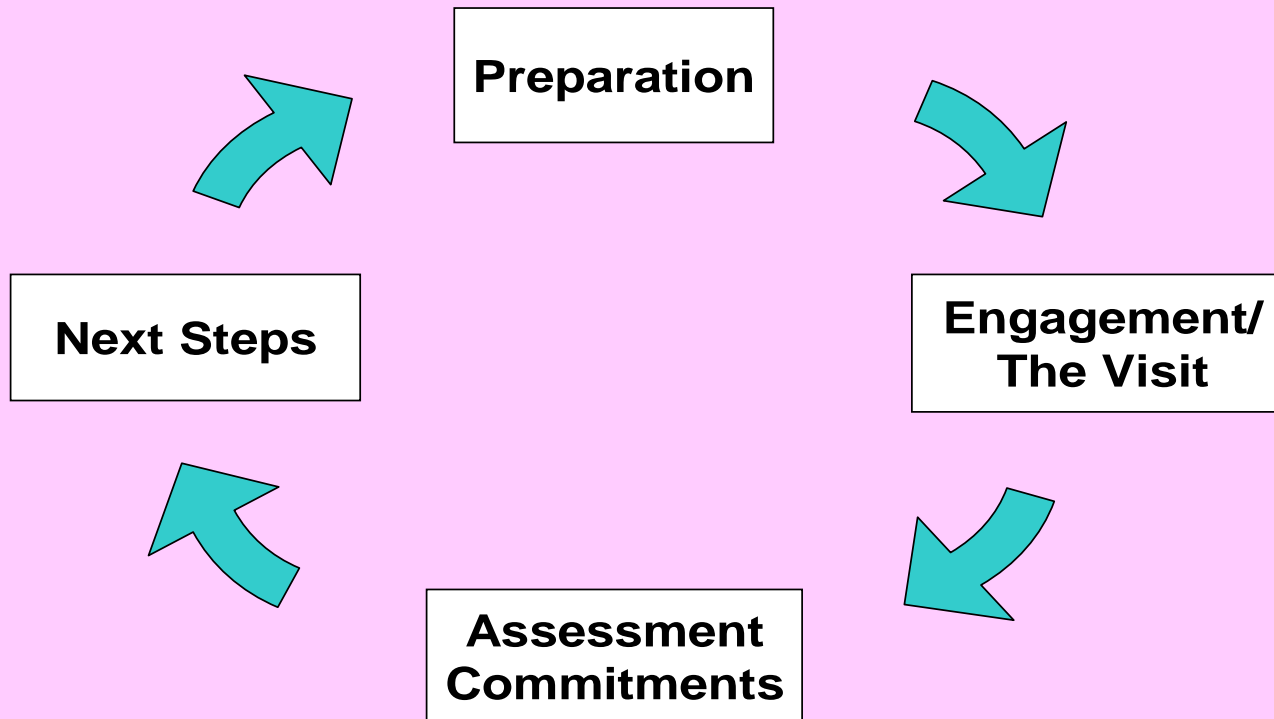 Preparation
Engagement/
The Visit
Assessment
Commitments
Next Steps